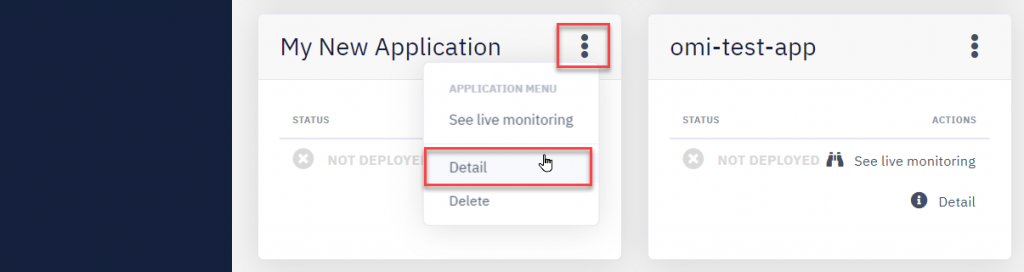 My New Application
APPLICATION MENU
See live monitoring
Detail
Delete
STATUS
NOT DEPLOYE
omi-test-app
STATUS ACTIONS
NOT DEPLOYED See live monitoring
Detail